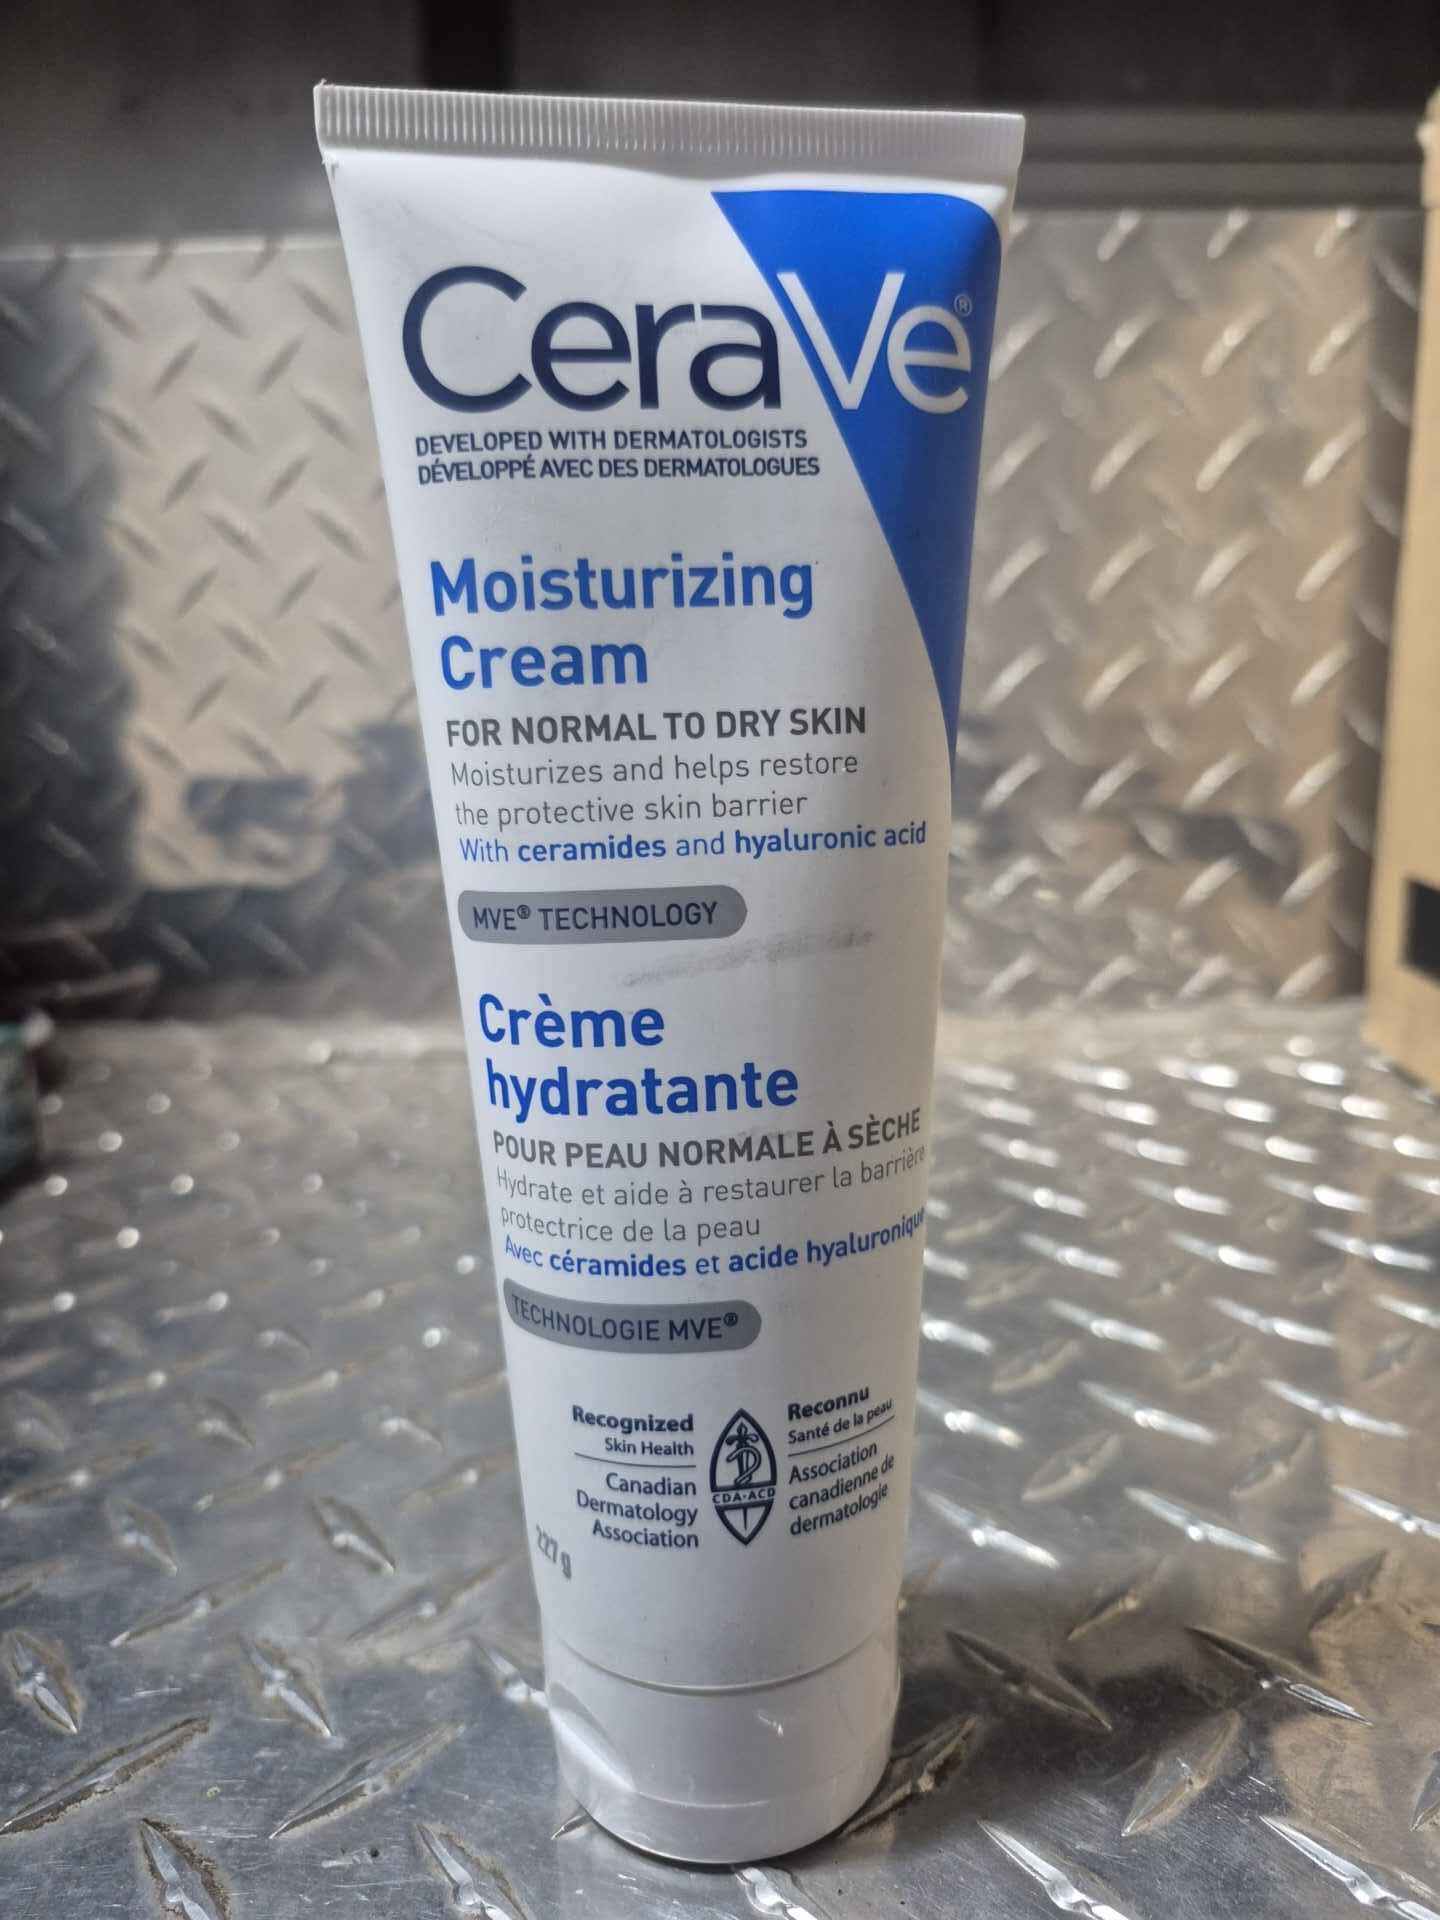 CeraVe®
DEVELOPED WITH DERMATOLOGISTS
DÉVELOPPÉ AVEC DES DERMATOLOGUES
Moisturizing
Cream
FOR NORMAL TO DRY SKIN
Moisturizes and helps restore
the protective skin barrier
With ceramides and hyaluronic acid
MVE® TECHNOLOGY
Crème
hydratante
POUR PEAU NORMALE À SÈCHE
Hydrate et aide à restaurer la barrière
protectrice de la peau
Avec céramides et acide hyaluronique
TECHNOLOGIE MVE®
Recognized
Skin Health
Canadian
Dermatology
Association
CDA·ACD
Reconnu
Santé de la peau
Association
canadienne de
dermatologie
227 g